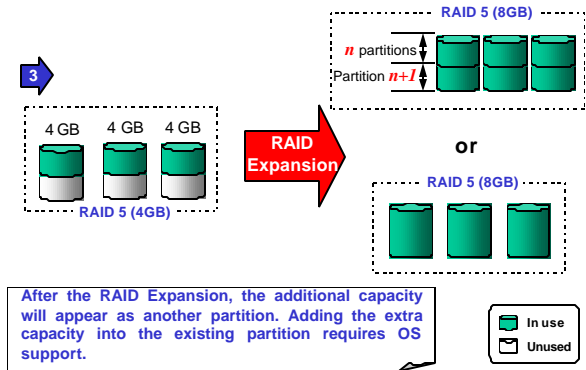 3
4 GB 4 GB 4 GB
RAID 5 (4GB)
RAID
Expansion
RAID 5 (8GB)
n partitions
Partition n+1
or
RAID 5 (8GB)
After the RAID Expansion, the additional capacity
will appear as another partition. Adding the extra
capacity into the existing partition requires OS
support.
In use
Unused